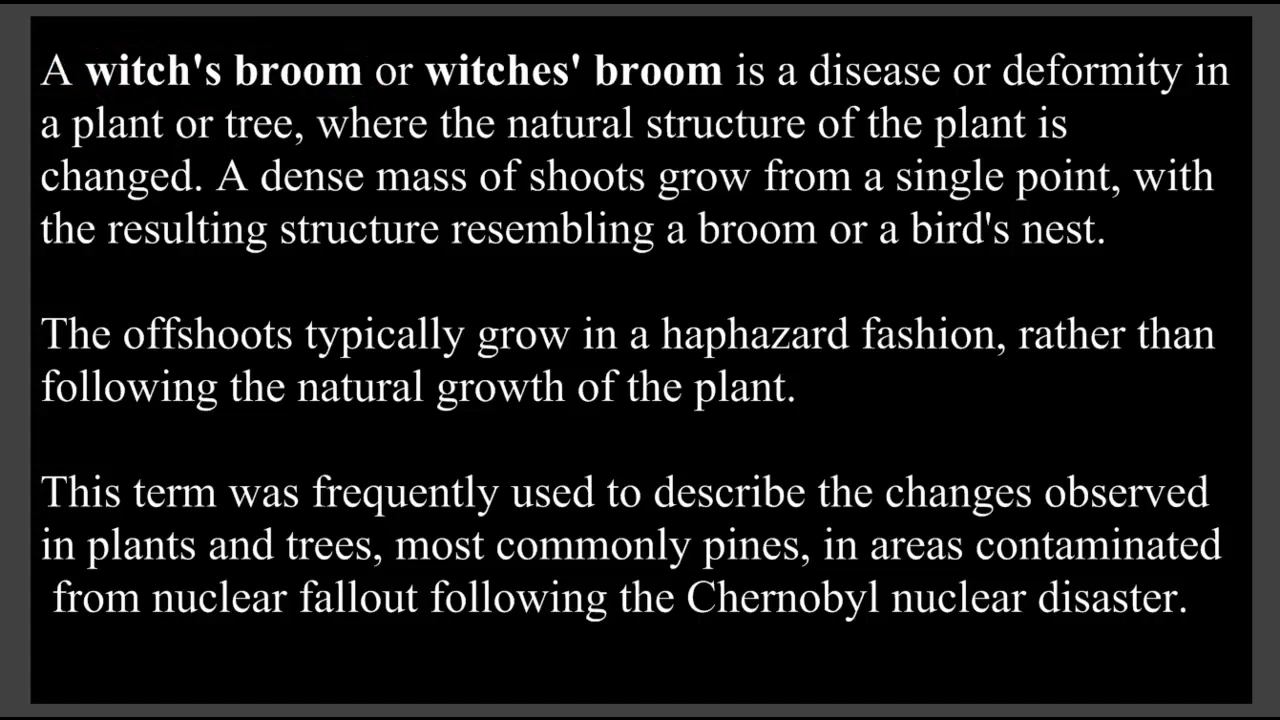 A witch's broom or witches' broom is a disease or deformity in
a plant or tree, where the natural structure of the plant is
changed. A dense mass of shoots grow from a single point, with
the resulting structure resembling a broom or a bird's nest.
The offshoots typically grow in a haphazard fashion, rather than
following the natural growth of the plant.
This term was frequently used to describe the changes observed
in plants and trees, most commonly pines, in areas contaminated
from nuclear fallout following the Chernobyl nuclear disaster.